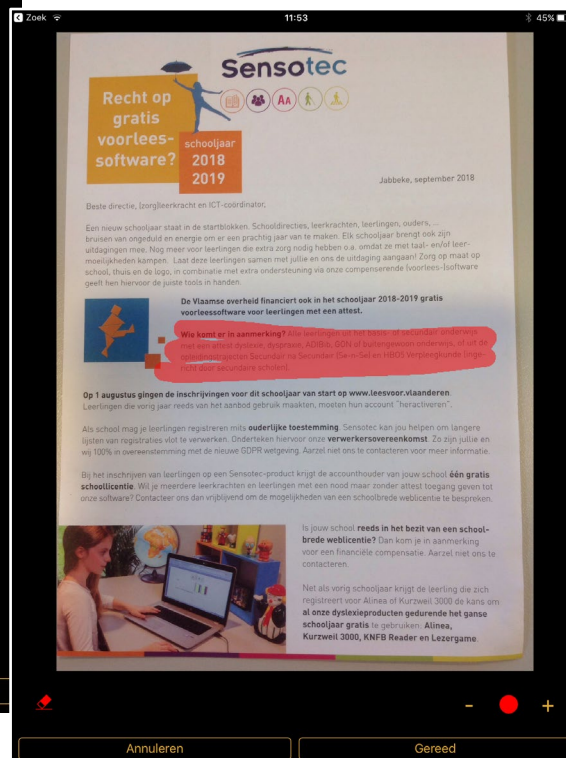 Zoek
11:53
45%
Sensotec
Recht op
gratis
voorlees-
software?
AA
schooljaar
2018
2019
Jabbeke, september 2018
Beste directie, (zorg)leerkracht en ICT-coördinator,
Een nieuw schooljaar staat in de startblokken. Schooldirecties, leerkrachten, leerlingen, ouders, ...
bruisen van ongeduld en energie om er een prachtig jaar van te maken. Elk schooljaar brengt ook zijn
uitdagingen mee. Nog meer voor leerlingen die extra zorg nodig hebben o.a. omdat ze met taal- en/of leer-
moeilijkheden kampen. Laat deze leerlingen samen met jullie en ons de uitdaging aangaan! Zorg op maat op
school, thuis en de logo, in combinatie met extra ondersteuning via onze compenserende (voorlees-)software
geeft hen hiervoor de juiste tools in handen.
De Vlaamse overheid financiert ook in het schooljaar 2018-2019 gratis
voorleessoftware voor leerlingen met een attest.
Wie komt er in aanmerking? Alle leerlingen uit het basis- of secundair onderwijs
met een attest dyslexie, dyspraxie, ADIBib, GON of buitengewoon onderwijs, of uit de
opleidingstrajecten Secundair na Secundair (Se-n-Se) en HBO5 Verpleegkunde (inge-
richt door secundaire scholen).
Op 1 augustus gingen de inschrijvingen voor dit schooljaar van start op www.leesvoor.vlaanderen.
Leerlingen die vorig jaar reeds van het aanbod gebruik maakten, moeten hun account "heractiveren".
Als school mag je leerlingen registreren mits ouderlijke toestemming. Sensotec kan jou helpen om langere
lijsten van registraties vlot te verwerken. Onderteken hiervoor onze verwerkersovereenkomst. Zo zijn jullie en
wij 100% in overeenstemming met de nieuwe GDPR wetgeving. Aarzel niet ons te contacteren voor meer informatie.
Bij het inschrijven van leerlingen op een Sensotec-product krijgt de accounthouder van jouw school één gratis
schoollicentie. Wil je meerdere leerkrachten en leerlingen met een nood maar zonder attest toegang geven tot
onze software? Contacteer ons dan vrijblijvend om de mogelijkheden van een schoolbrede weblicentie te bespreken.
Is jouw school reeds in het bezit van een school-
brede weblicentie? Dan kom je in aanmerking
voor een financiële compensatie. Aarzel niet ons te
contacteren.
Net als vorig schooljaar krijgt de leerling die zich
registreert voor Alinea of Kurzweil 3000 de kans om
al onze dyslexieproducten gedurende het ganse
schooljaar gratis te gebruiken: Alinea,
Kurzweil 3000, KNFB Reader en Lezergame.
- +
Annuleren
Gereed